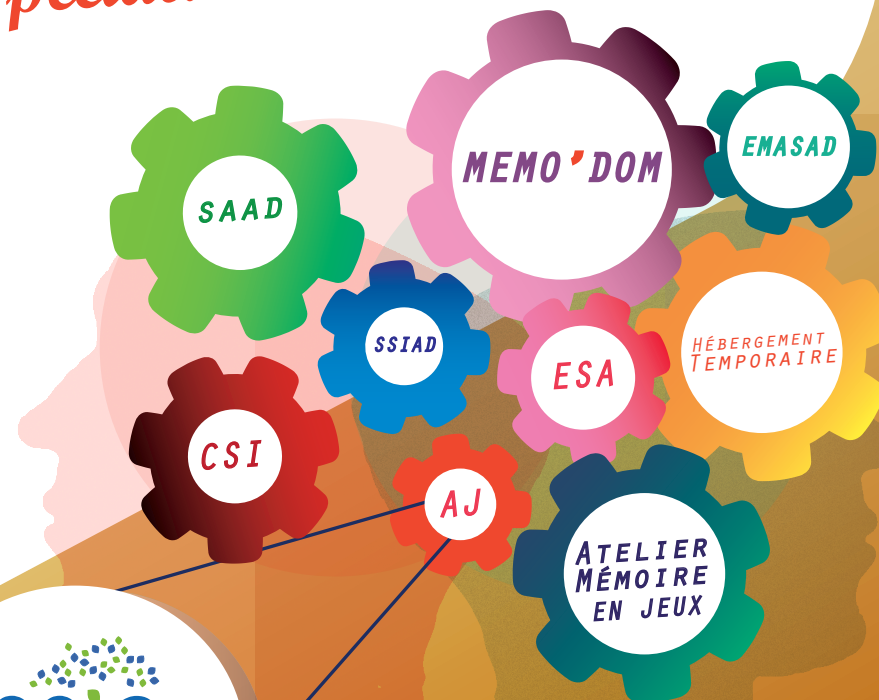 MEMO'DOM
EMASAD
SAAD
SSIAD
HÉBERGEMENT
TEMPORAIRE
ESA
CSI
AJ
ATELIER
MÉMOIRE
EN JEUX